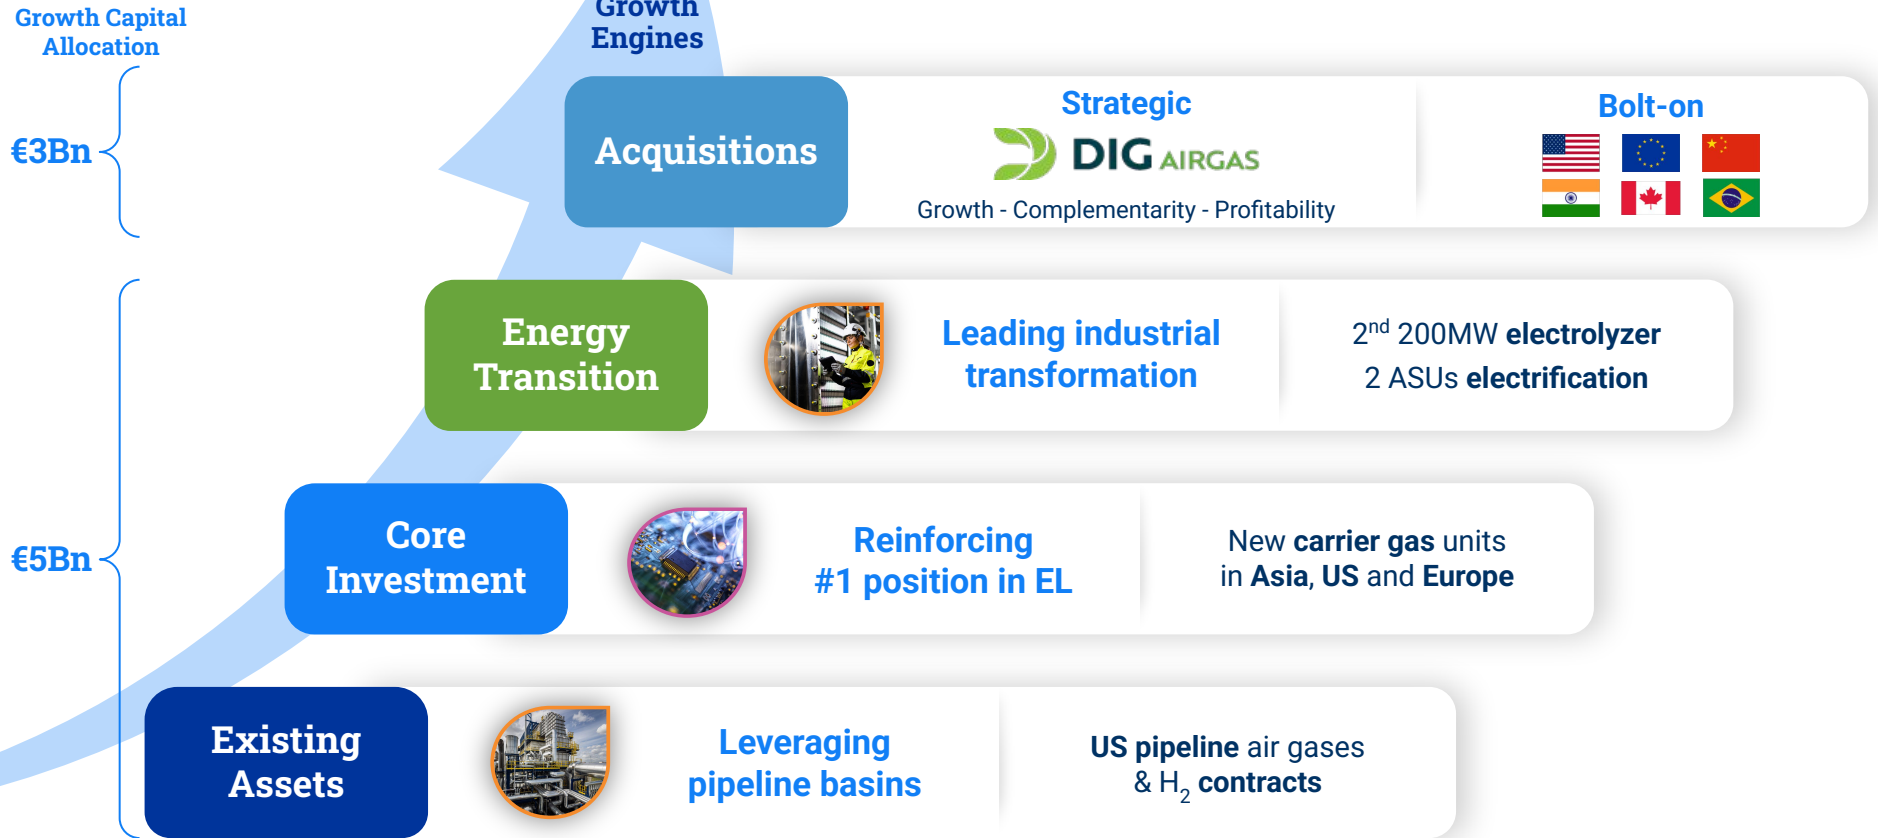 Growth Capital
Allocation
Growth
Engines
€3Bn
Acquisitions
Strategic
DIG AIRGAS
Growth - Complementarity - Profitability
Bolt-on
Energy
Transition
Leading industrial
transformation
2nd 200MW electrolyzer
2 ASUs electrification
€5Bn
Core
Investment
Reinforcing
#1 position in EL
New carrier gas units
in Asia, US and Europe
Existing
Assets
Leveraging
pipeline basins
US pipeline air gases
& H2 contracts